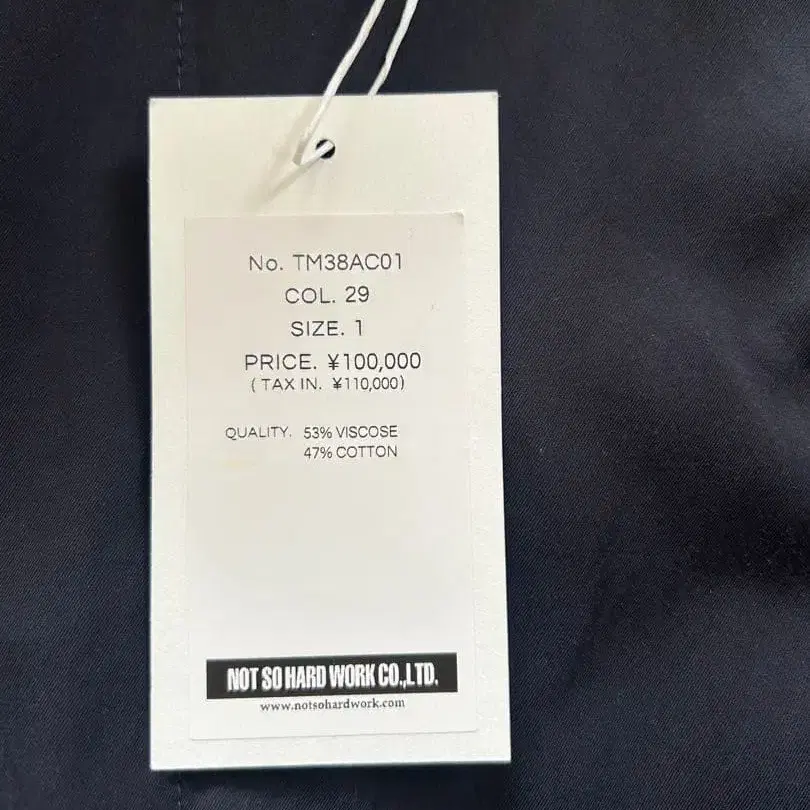 No. TM38AC01
COL. 29
SIZE. 1
PRICE. ¥100,000
( TAX IN. ¥110,000)
QUALITY. 53% VISCOSE
47% COTTON
NOT SO HARD WORK CO.,LTD.
www.notsohardwork.com